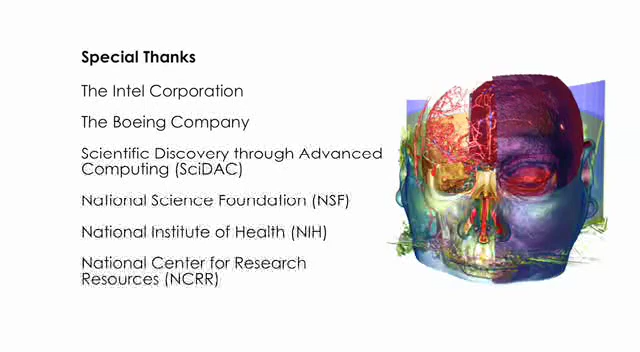 Special Thanks
The Intel Corporation
The Boeing Company
Scientific Discovery through Advanced
Computing (SciDAC)
National Science Foundation (NSF)
National Institute of Health (NIH)
National Center for Research
Resources (NCRR)